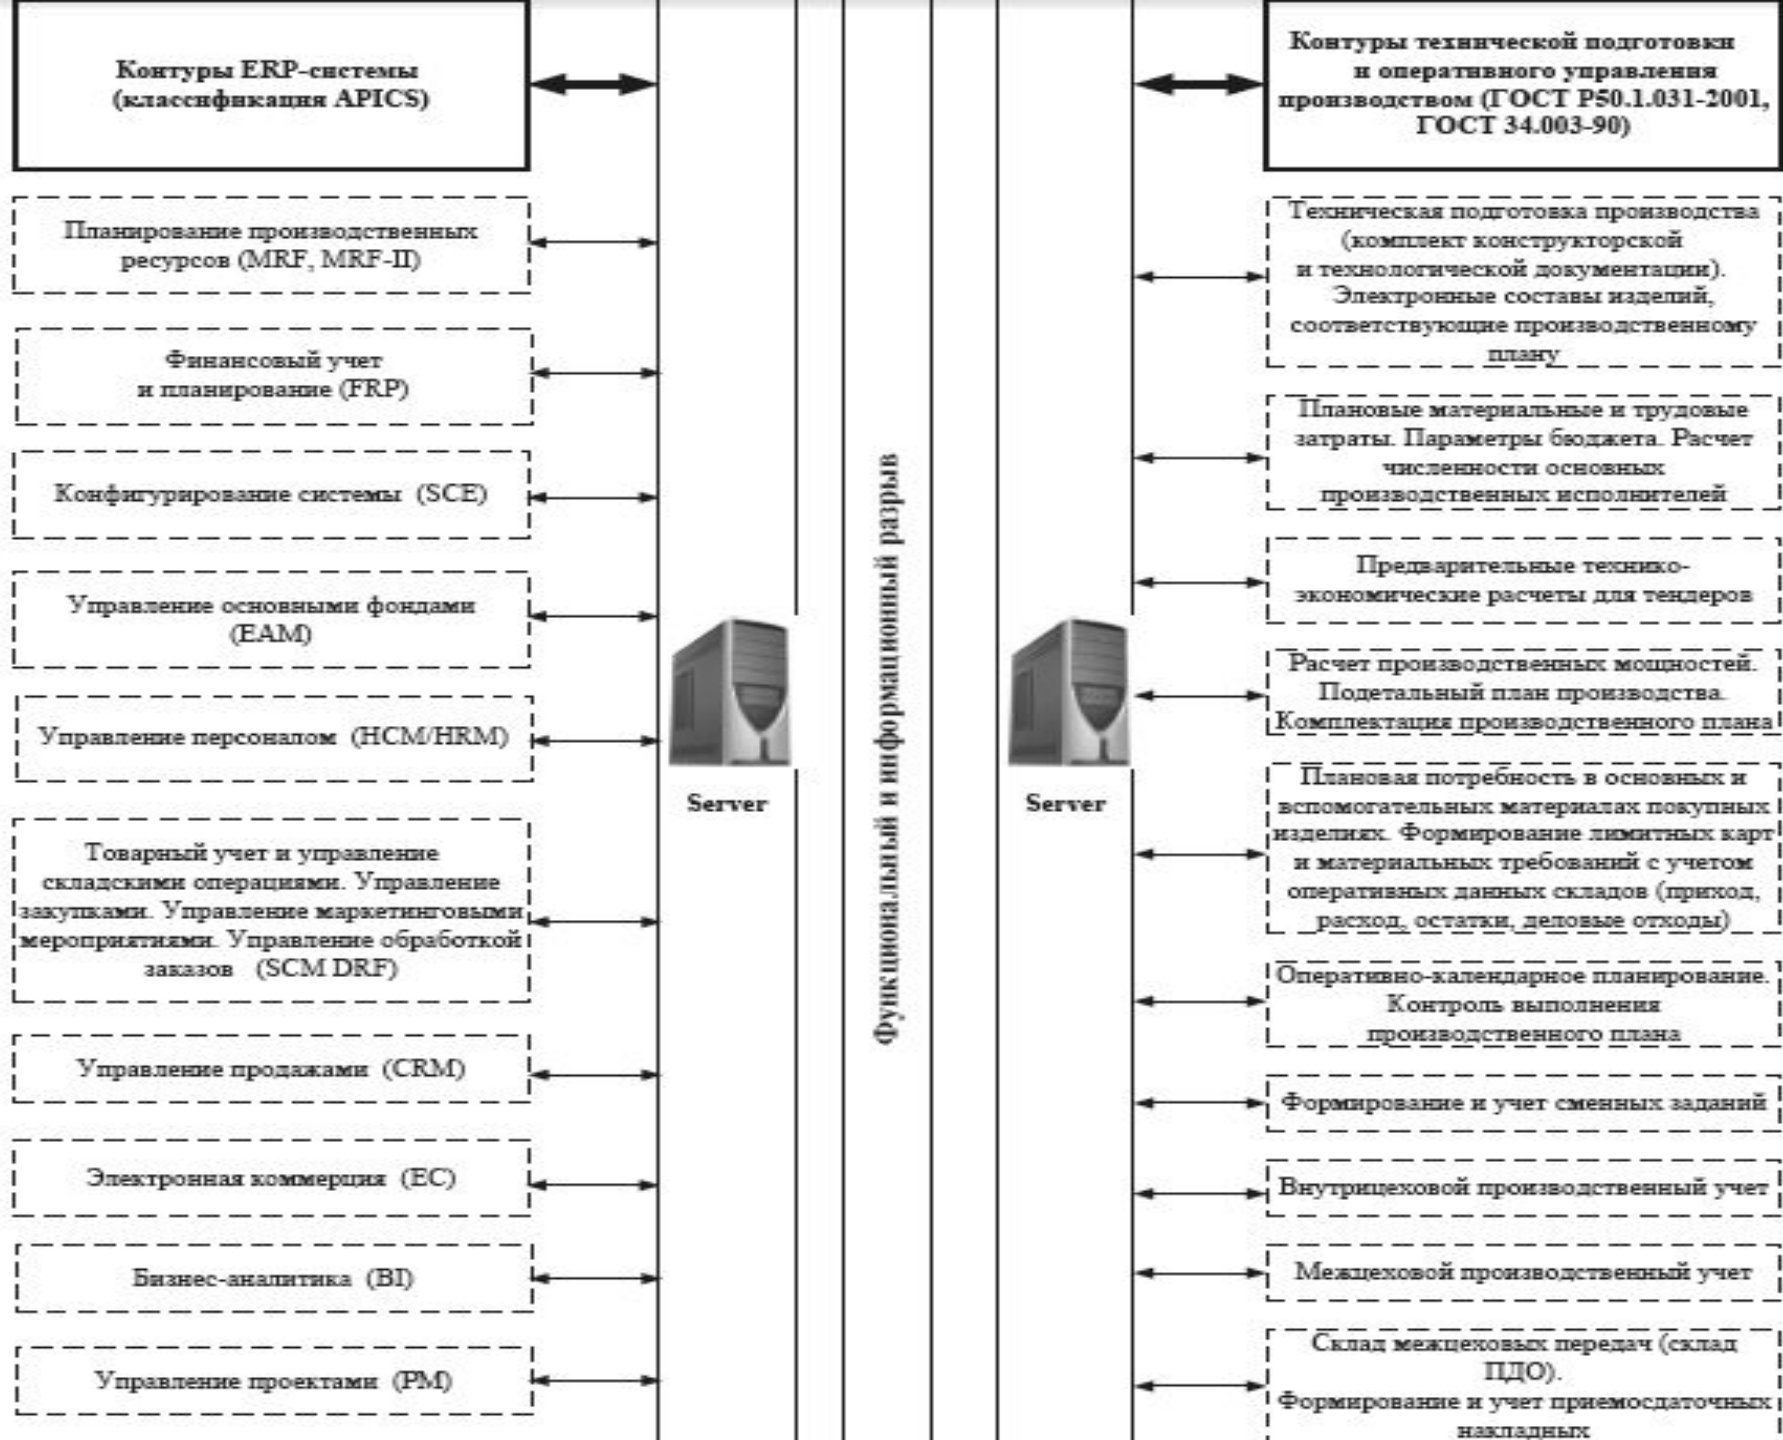 Контуры ERP-системы
(классификация APICS)
Планирование производственных
ресурсов (MRF, MRF-II)
Финансовый учет
и планирование (FRP)
Конфигурирование системы (SCE)
Управление основными фондами
(EAM)
Управление персоналом (HCM/HRM)
Товарный учет и управление
складскими операциями. Управление
закупками. Управление маркетинговыми
мероприятиями. Управление обработкой
заказов (SCM DRF)
Управление продажами (CRM)
Электронная коммерция (EC)
Бизнес-аналитика (BI)
Управление проектами (PM)
Server
Функциональный и информационный разрыв
Server
Контуры технической подготовки
и оперативного управления
производством (ГОСТ Р50.1.031-2001,
ГОСТ 34.003-90)
Техническая подготовка производства
(комплект конструкторской
и технологической документации).
Электронные составы изделий,
соответствующие производственному
плану
Плановые материальные и трудовые
затраты. Параметры бюджета. Расчет
численности основных
производственных исполнителей
Предварительные технико-
экономические расчеты для тендеров
Расчет производственных мощностей.
Подетальный план производства.
Комплектация производственного плана
Плановая потребность в основных и
вспомогательных материалах покупных
изделиях. Формирование лимитных карт
и материальных требований с учетом
оперативных данных складов (приход,
расход, остатки, деловые отходы)
Оперативно-календарное планирование.
Контроль выполнения
производственного плана
Формирование и учет сменных заданий
Внутрицеховой производственный учет
Межцеховой производственный учет
Склад межцеховых передач (склад
ПДО).
Формирование и учет приемосдаточных
накладных